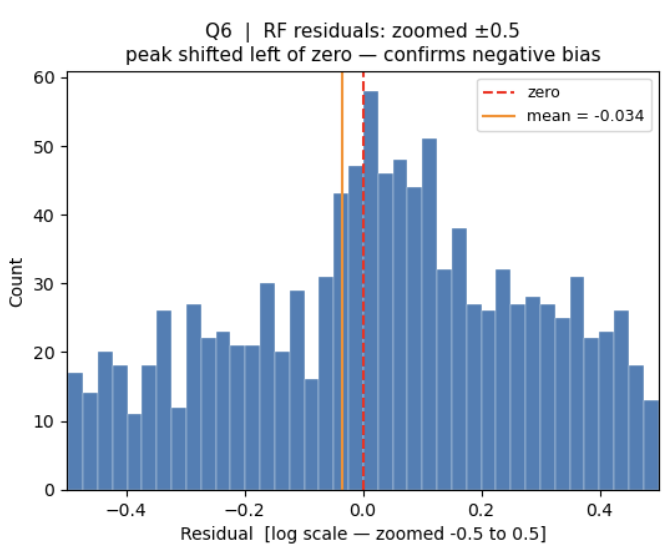 Q6 | RF residuals: zoomed ±0.5
peak shifted left of zero — confirms negative bias
zero
mean = -0.034
60
50
40
30
20
10
0
Count
−0.4 −0.2 0.0 0.2 0.4
Residual [log scale — zoomed -0.5 to 0.5]